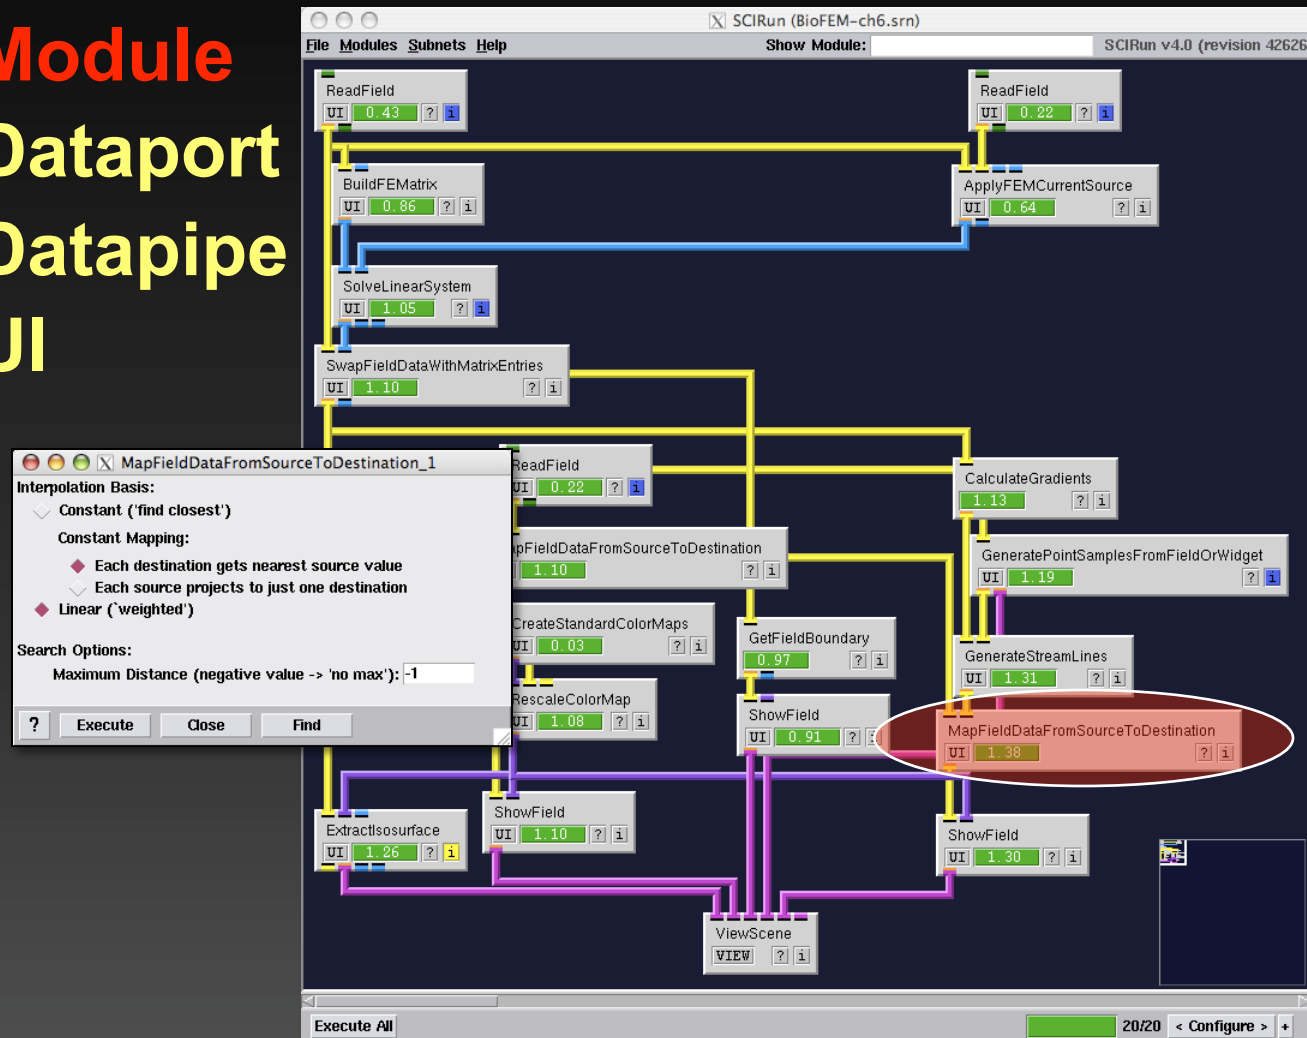 Module
Dataport
Datapipe
UI
SCIRun (BioFEM-ch6.srn)
File Modules Subnets Help
Show Module:
SCIRun v4.0 (revision 42626
ReadField
UI 0.43 ? i
ReadField
UI 0.22 ? i
BuildFEMatrix
UI 0.86 ? i
ApplyFEMCurrentSource
UI 0.64 ? i
SolveLinearSystem
UI 1.05 ? i
SwapFieldDataWithMatrixEntries
UI 1.10 ? i
MapFieldDataFromSourceToDestination_1
Interpolation Basis:
Constant ('find closest')
Constant Mapping:
Each destination gets nearest source value
Each source projects to just one destination
Linear (`weighted')
Search Options:
Maximum Distance (negative value -> 'no max'): -1
? Execute Close Find
ReadField
UI 0.22 ? i
CalculateGradients
1.13 ? i
pFieldDataFromSourceToDestination
1.10 ? i
GeneratePointSamplesFromFieldOrWidget
UI 1.19 ? i
CreateStandardColorMaps
UI 0.03 ? i
GetFieldBoundary
0.97 ? i
GenerateStreamLines
UI 1.31 ? i
RescaleColorMap
UI 1.08 ? i
ShowField
UI 0.91 ? i
MapFieldDataFromSourceToDestination
UI 1.38 ? i
ExtractIsosurface
UI 1.26 ? i
ShowField
UI 1.10 ? i
ShowField
UI 1.30 ? i
ViewScene
VIEW ? i
Execute All
20/20 < Configure > +